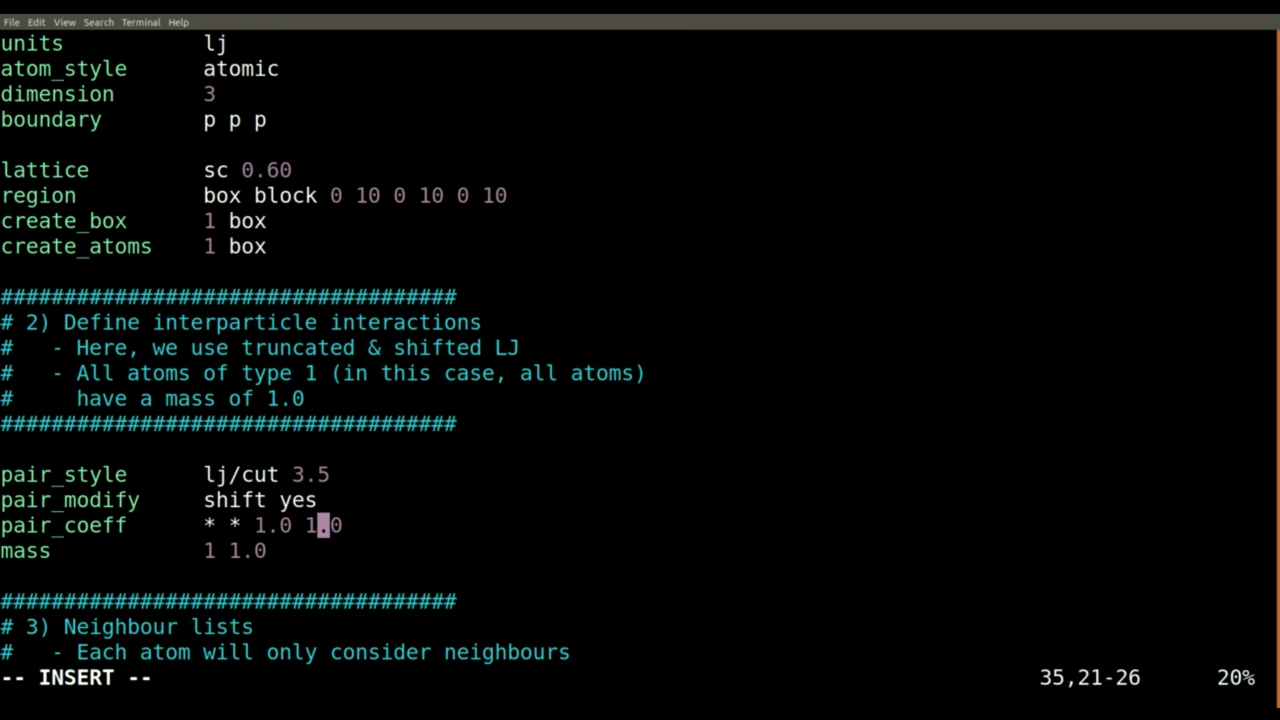 File Edit View Search Terminal Help
units lj
atom_style atomic
dimension 3
boundary p p p
lattice sc 0.60
region box block 0 10 0 10 0 10
create_box 1 box
create_atoms 1 box
####################################
# 2) Define interparticle interactions
# - Here, we use truncated & shifted LJ
# - All atoms of type 1 (in this case, all atoms)
# have a mass of 1.0
####################################
pair_style lj/cut 3.5
pair_modify shift yes
pair_coeff * * 1.0 1.0
mass 1 1.0
####################################
# 3) Neighbour lists
# - Each atom will only consider neighbours
-- INSERT -- 35,21-26 20%